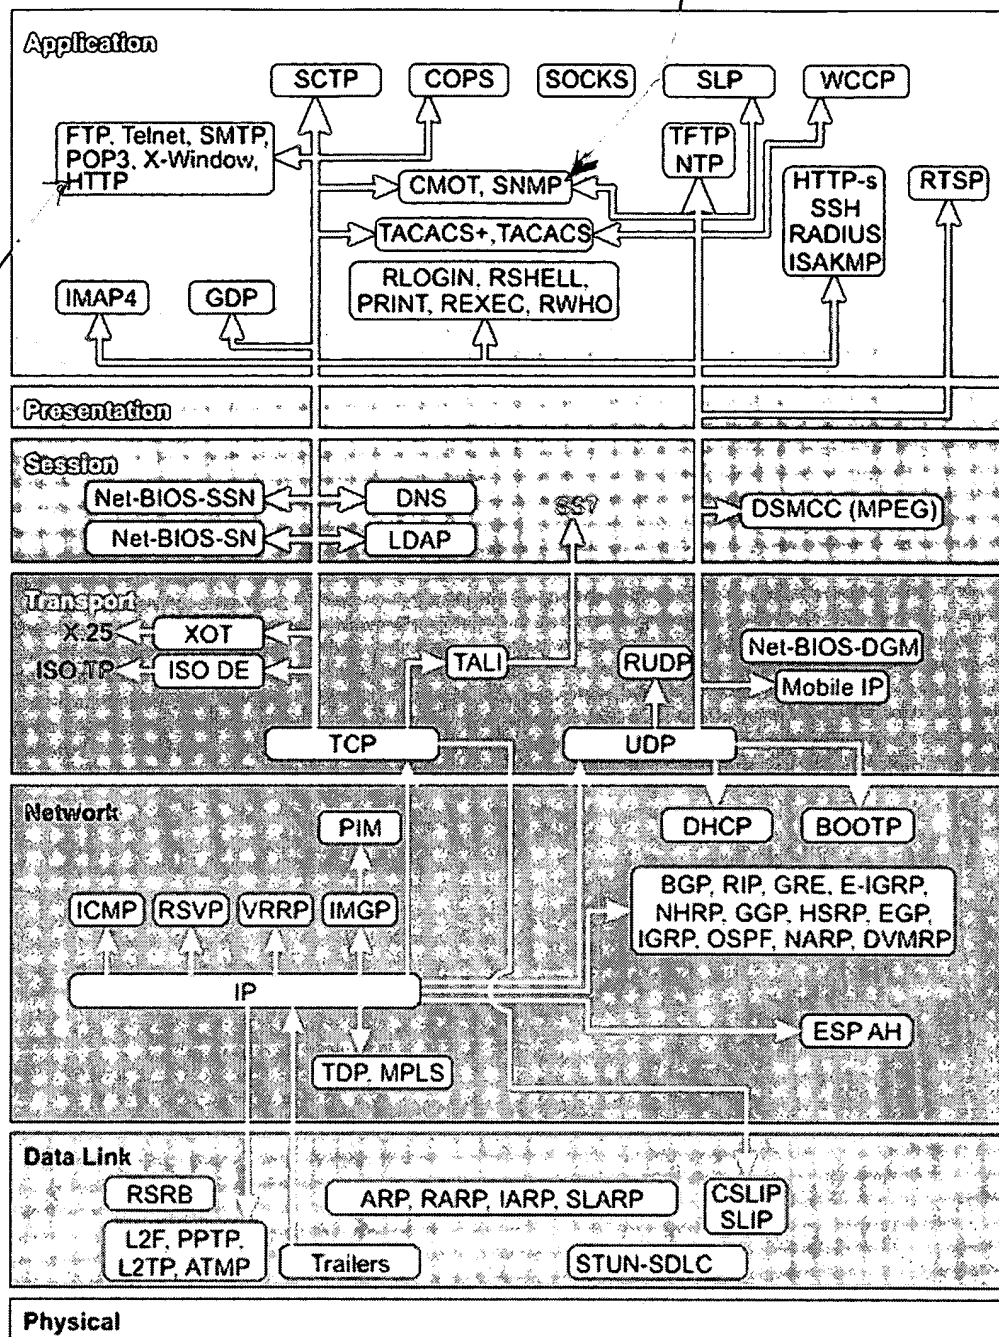 Application
SCTP
COPS
SOCKS
SLP
WCCP
FTP, Telnet, SMTP,
POP3, X-Window,
HTTP
TFTP
NTP
CMOT, SNMP
HTTP-s
SSH
RADIUS
ISAKMP
RTSP
TACACS+,TACACS
RLOGIN, RSHELL,
PRINT, REXEC, RWHO
IMAP4
GDP
Presentation
Session
Net-BIOS-SSN
DNS
SS7
DSMCC (MPEG)
Net-BIOS-SN
LDAP
Transport
X.25
XOT
ISO-TP
ISO DE
TALI
RUDP
Net-BIOS-DGM
Mobile IP
TCP
UDP
Network
PIM
DHCP
BOOTP
ICMP
RSVP
VRRP
IMGP
BGP, RIP, GRE, E-IGRP,
NHRP, GGP, HSRP, EGP,
IGRP, OSPF, NARP, DVMRP
IP
ESP AH
TDP, MPLS
Data Link
RSRB
ARP, RARP, IARP, SLARP
CSLIP
SLIP
L2F, PPTP,
L2TP, ATMP
Trailers
STUN-SDLC
Physical